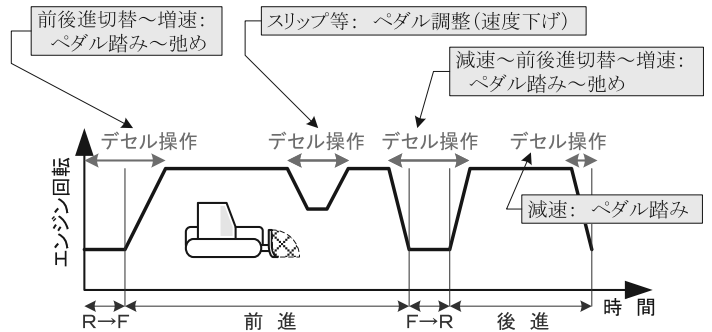 前後進切替～増速：
ペダル踏み～弛め
スリップ等： ペダル調整（速度下げ）
減速～前後進切替～増速：
ペダル踏み～弛め
デセル操作
デセル操作
デセル操作
デセル操作
エンジン回転
減速： ペダル踏み
時 間
R→F
前 進
F→R
後 進